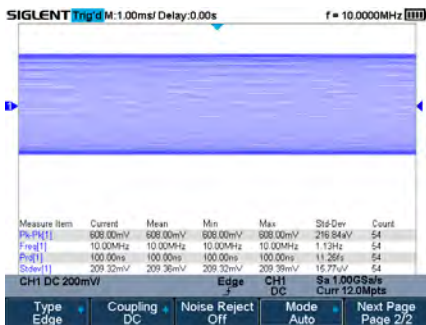 SIGLENT Trig'd M:1.00ms/ Delay:0.00s f = 10.0000MHz
1
Measure Item Current Mean Min Max Std-Dev Count
Pk-Pk[1] 608.00mV 608.00mV 608.00mV 608.00mV 216.84aV 54
Freq[1] 10.00MHz 10.00MHz 10.00MHz 10.00MHz 1.13Hz 54
Prd[1] 100.00ns 100.00ns 100.00ns 100.00ns 11.26fs 54
Stdev[1] 209.32mV 209.36mV 209.32mV 209.39mV 15.77uV 54
CH1 DC 200mV/ Edge CH1 Sa 1.00GSa/s
DC Curr 12.0Mpts
Type Coupling Noise Reject Mode Next Page
Edge DC Off Auto Page 2/2